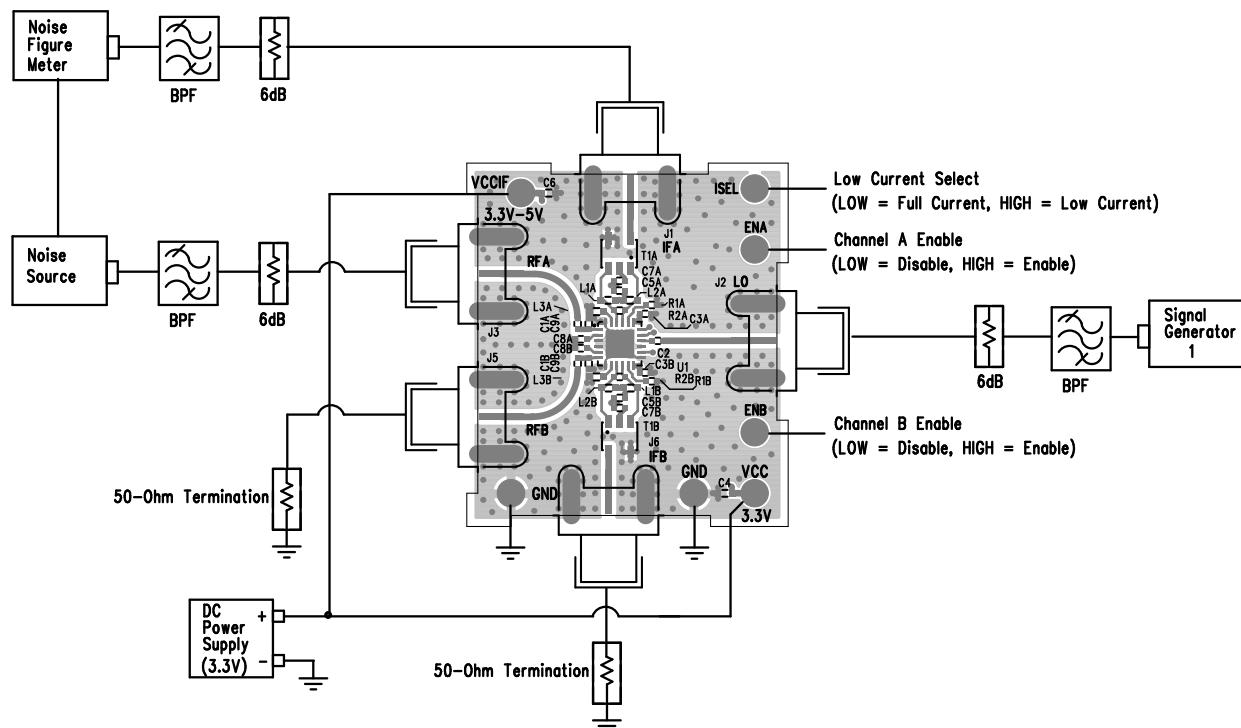 Noise
Figure
Meter
BPF
6dB
Noise
Source
BPF
6dB
VCCIF
C6
3.3V-5V
ISEL
Low Current Select
(LOW = Full Current, HIGH = Low Current)
ENA
Channel A Enable
(LOW = Disable, HIGH = Enable)
J1
IFA
T1A
C7A
C5A
L1A
L2A
RFA
L3A
C1A
C9A
R1A
R2A
C3A
J2
LO
J3
C8A
C8B
J5
C1B
C9B
L3B
C2
C3B
U1
R2B
R1B
L2B
L1B
C5B
C7B
T1B
RFB
J6
IFB
6dB
BPF
Signal
Generator
1
ENB
Channel B Enable
(LOW = Disable, HIGH = Enable)
GND
GND
C4
VCC
3.3V
50-Ohm Termination
DC
Power
Supply
(3.3V)
+
-
50-Ohm Termination